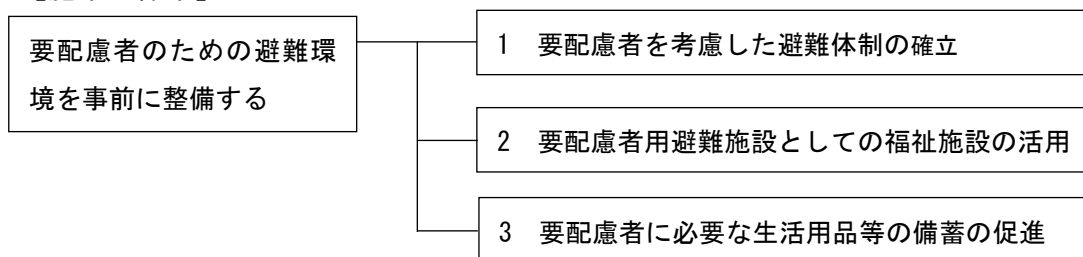 要配慮者のための避難環
境を事前に整備する
1 要配慮者を考慮した避難体制の確立
2 要配慮者用避難施設としての福祉施設の活用
3 要配慮者に必要な生活用品等の備蓄の促進